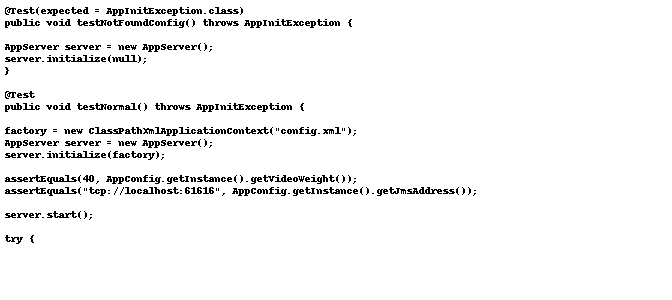 @Test(expected = AppInitException.class)
public void testNotFoundConfig() throws AppInitException {
AppServer server = new AppServer();
server.initialize(null);
}
@Test
public void testNormal() throws AppInitException {
factory = new ClassPathXmlApplicationContext("config.xml");
AppServer server = new AppServer();
server.initialize(factory);
assertEquals(40, AppConfig.getInstance().getVideoWeight());
assertEquals("tcp://localhost:61616", AppConfig.getInstance().getJmsAddress());
server.start();
try {